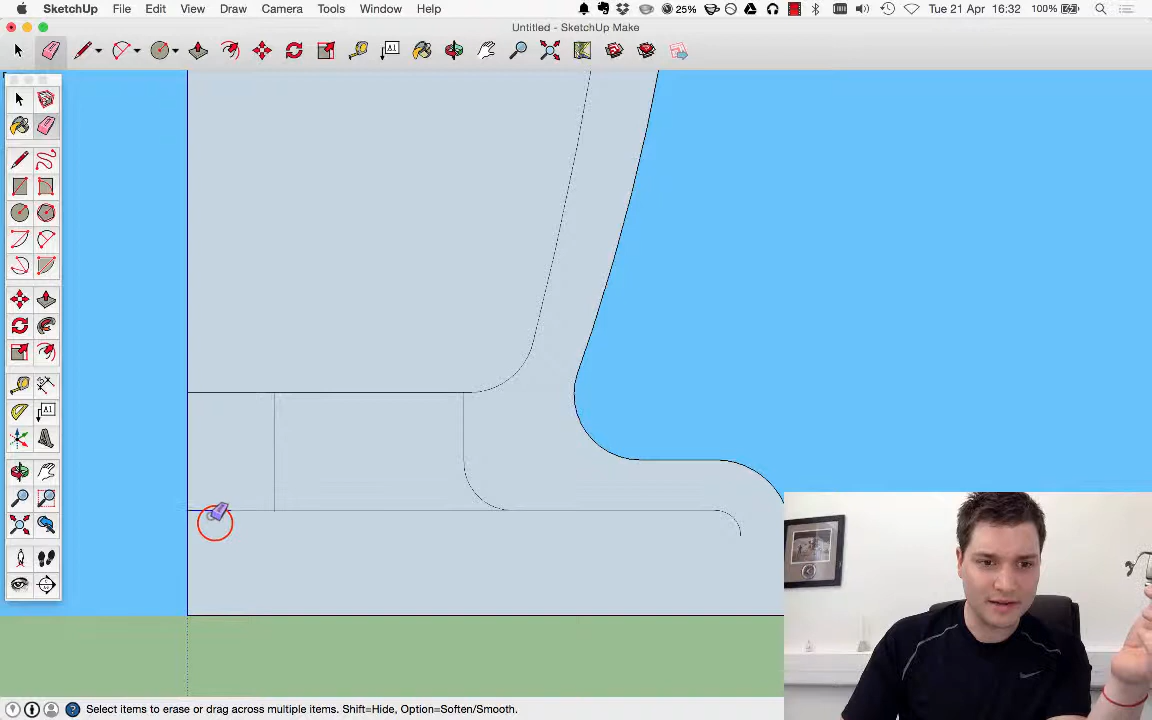 SketchUp File Edit View Draw Camera Tools Window Help 25% 100% Tue 21 Apr 16:32
Untitled - SketchUp Make
Select items to erase or drag across multiple items. Shift=Hide, Option=Soften/Smooth.